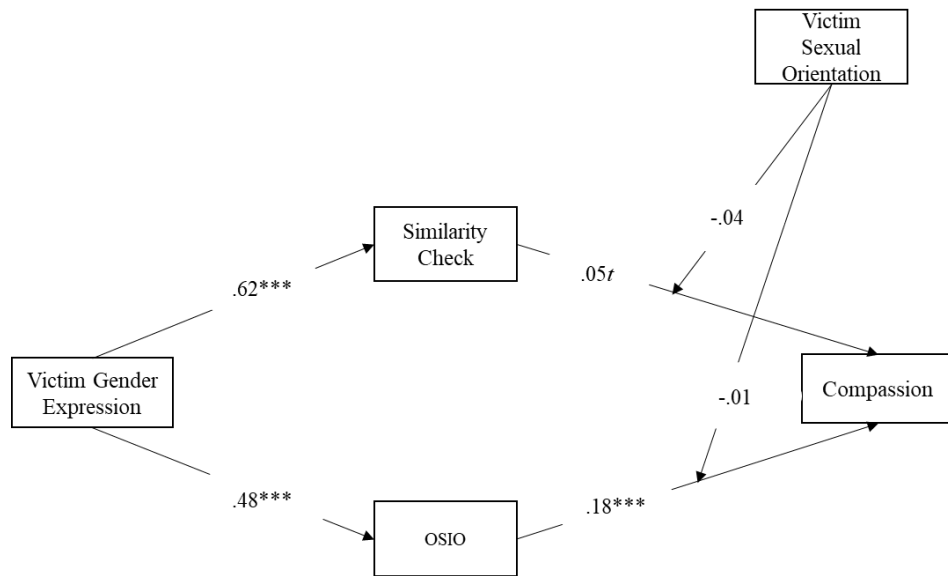 Victim
Sexual
Orientation
-.04
Similarity
Check
.62***
.05t
Victim Gender
Expression
-.01
Compassion
.48***
OSIO
.18***